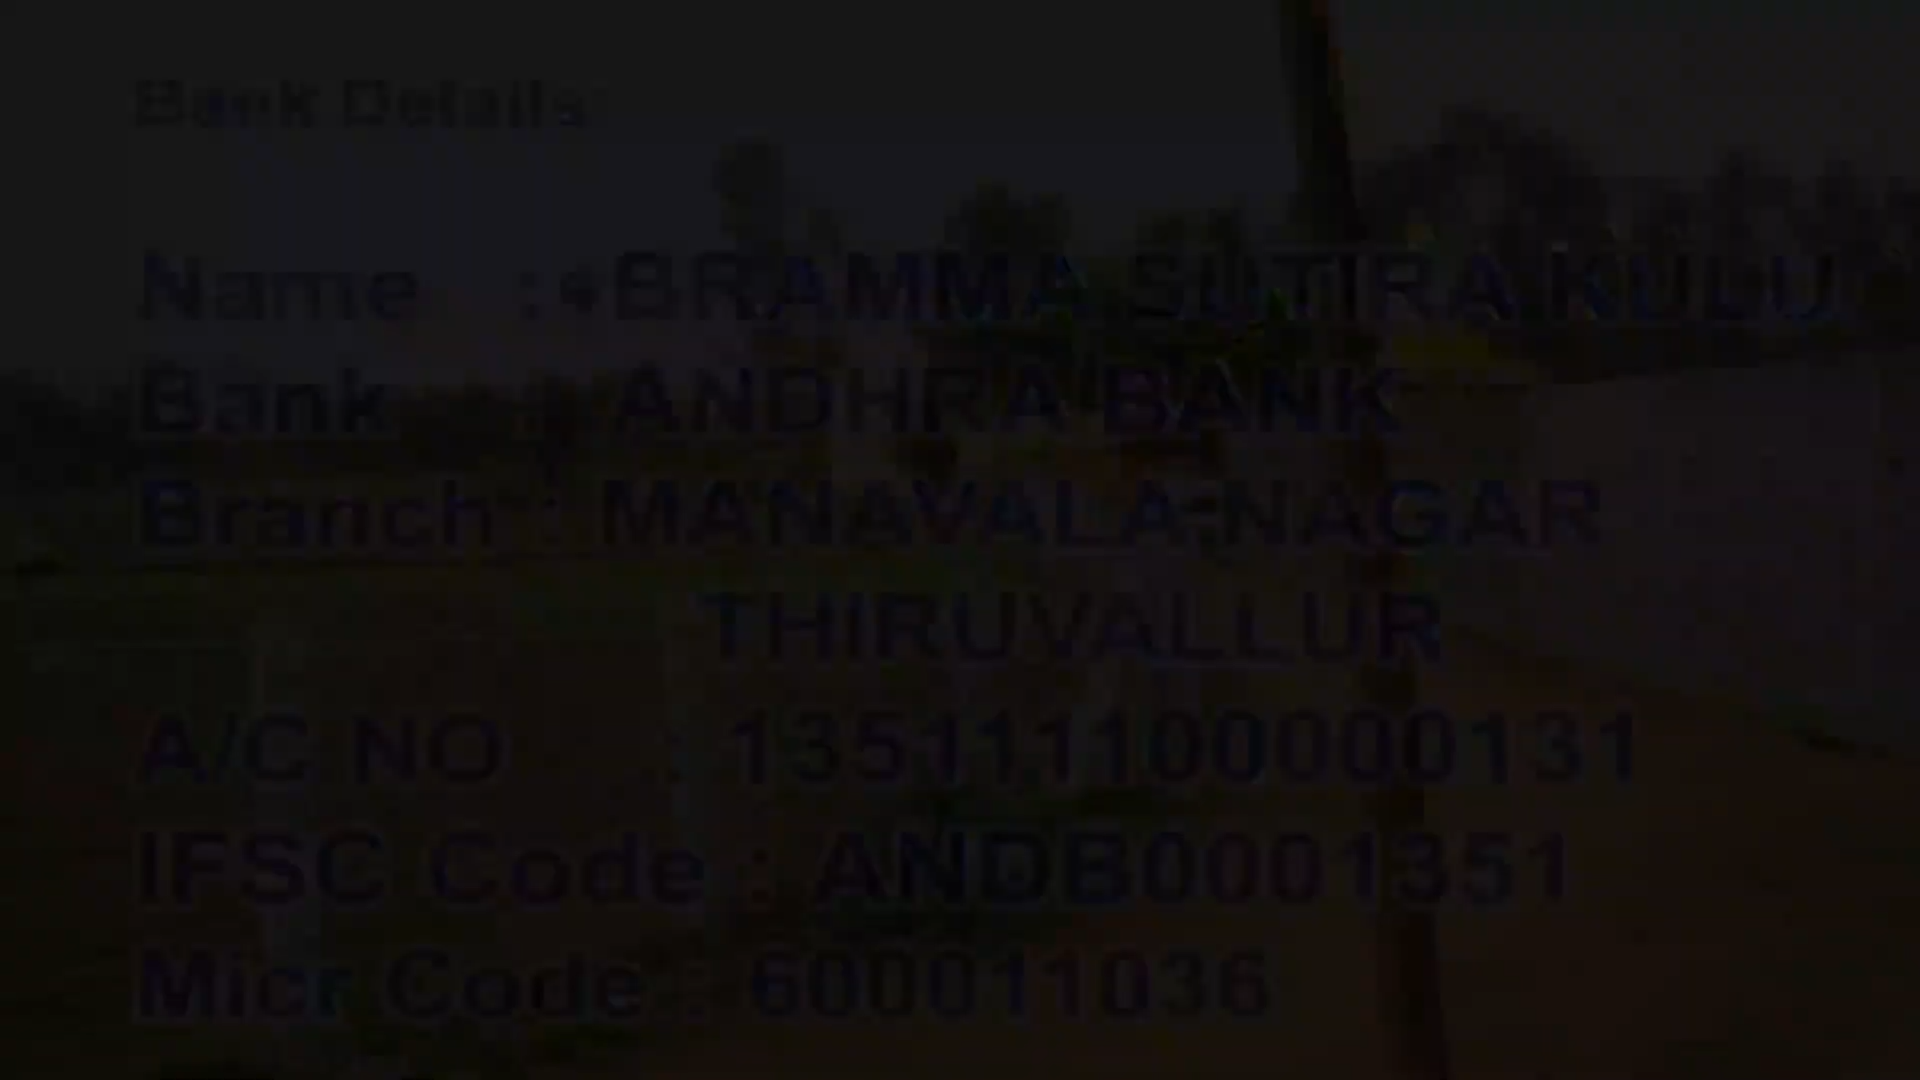 Bank Details
Name : BRAMMA SUTIRA KULU
Bank : ANDHRA BANK
Branch : MANAVALA NAGAR
THIRUVALLUR
A/C NO : 135111100000131
IFSC Code : ANDB0001351
Micr Code : 600011036